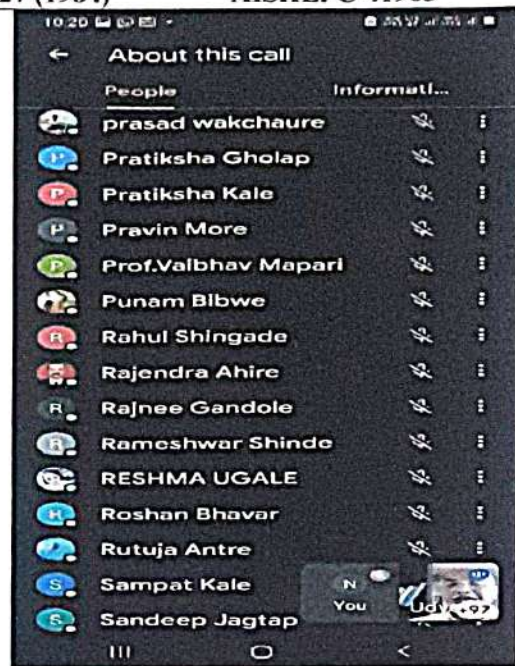 10:20
About this call
People Informati...
prasad wakchaure
P Pratiksha Gholap
P Pratiksha Kale
P Pravin More
P Prof.Vaibhav Mapari
Punam Bibwe
R Rahul Shingade
Rajendra Ahire
R Rajnee Gandole
R Rameshwar Shinde
RESHMA UGALE
R Roshan Bhavar
Rutuja Antre
S Sampat Kale
N
You
+97
S Sandeep Jagtap